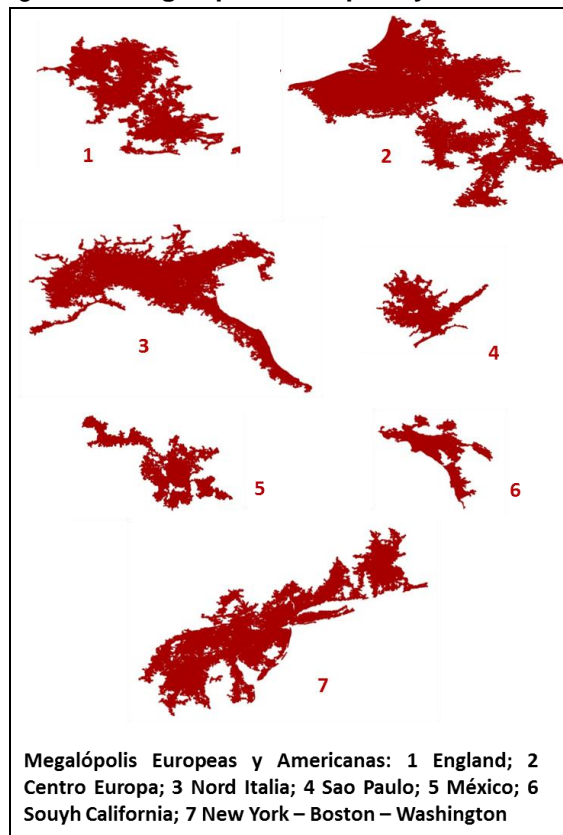 1
2
3
4
5
6
7
Megalópolis Europeas y Americanas: 1 England; 2
Centro Europa; 3 Nord Italia; 4 Sao Paulo; 5 México; 6
Souyh California; 7 New York – Boston – Washington